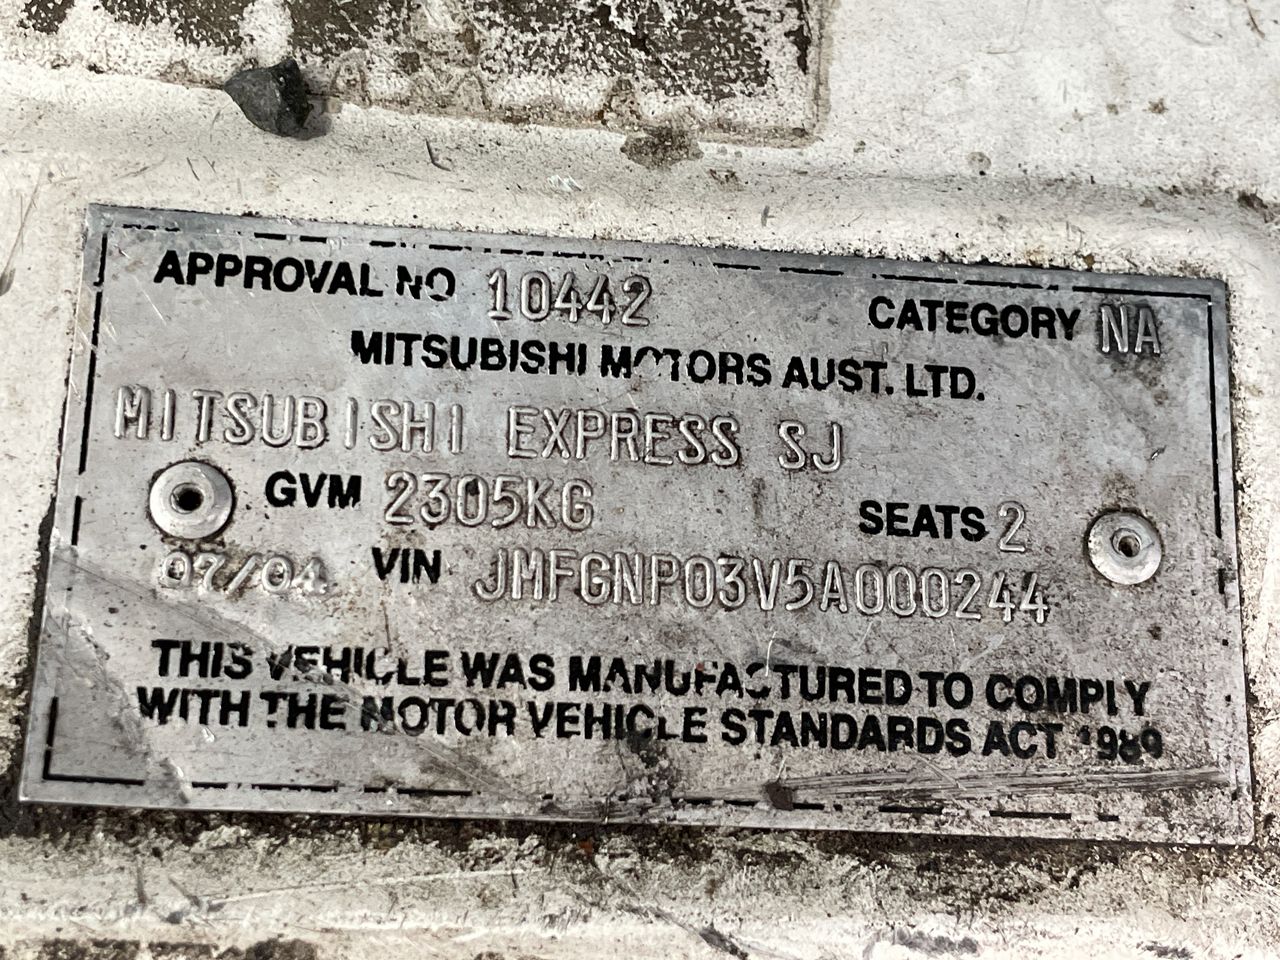 APPROVAL NO 10442 CATEGORY NA
MITSUBISHI MOTORS AUST. LTD.
MITSUBISHI EXPRESS SJ
GVM 2305KG SEATS 2
07/04 VIN JMFGNP03V5A000244
THIS VEHICLE WAS MANUFACTURED TO COMPLY
WITH THE MOTOR VEHICLE STANDARDS ACT 1989